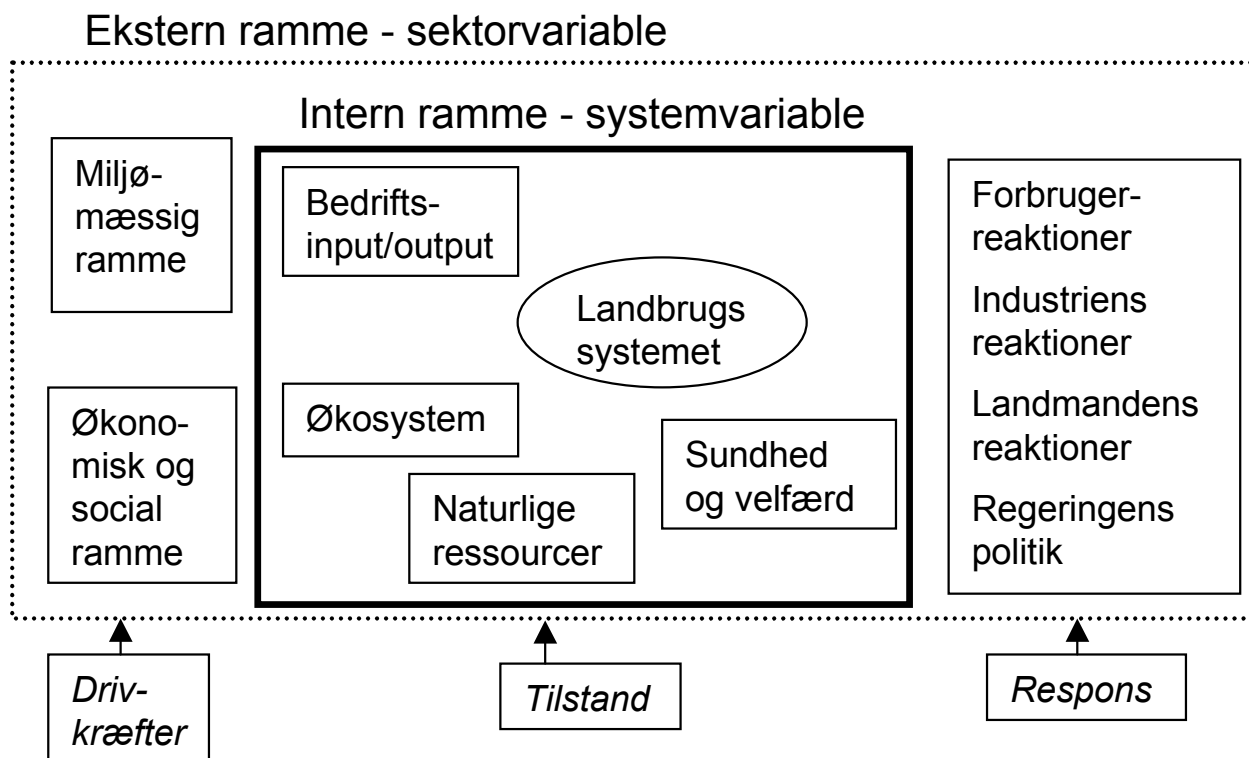 Ekstern ramme - sektorvariable
Intern ramme - systemvariable
Miljø-
mæssig
ramme
Økono-
misk og
social
ramme
Bedrifts-
input/output
Landbrugs
systemet
Økosystem
Naturlige
ressourcer
Sundhed
og velfærd
Forbruger-
reaktioner
Industriens
reaktioner
Landmandens
reaktioner
Regeringens
politik
Driv-
kræfter
Tilstand
Respons